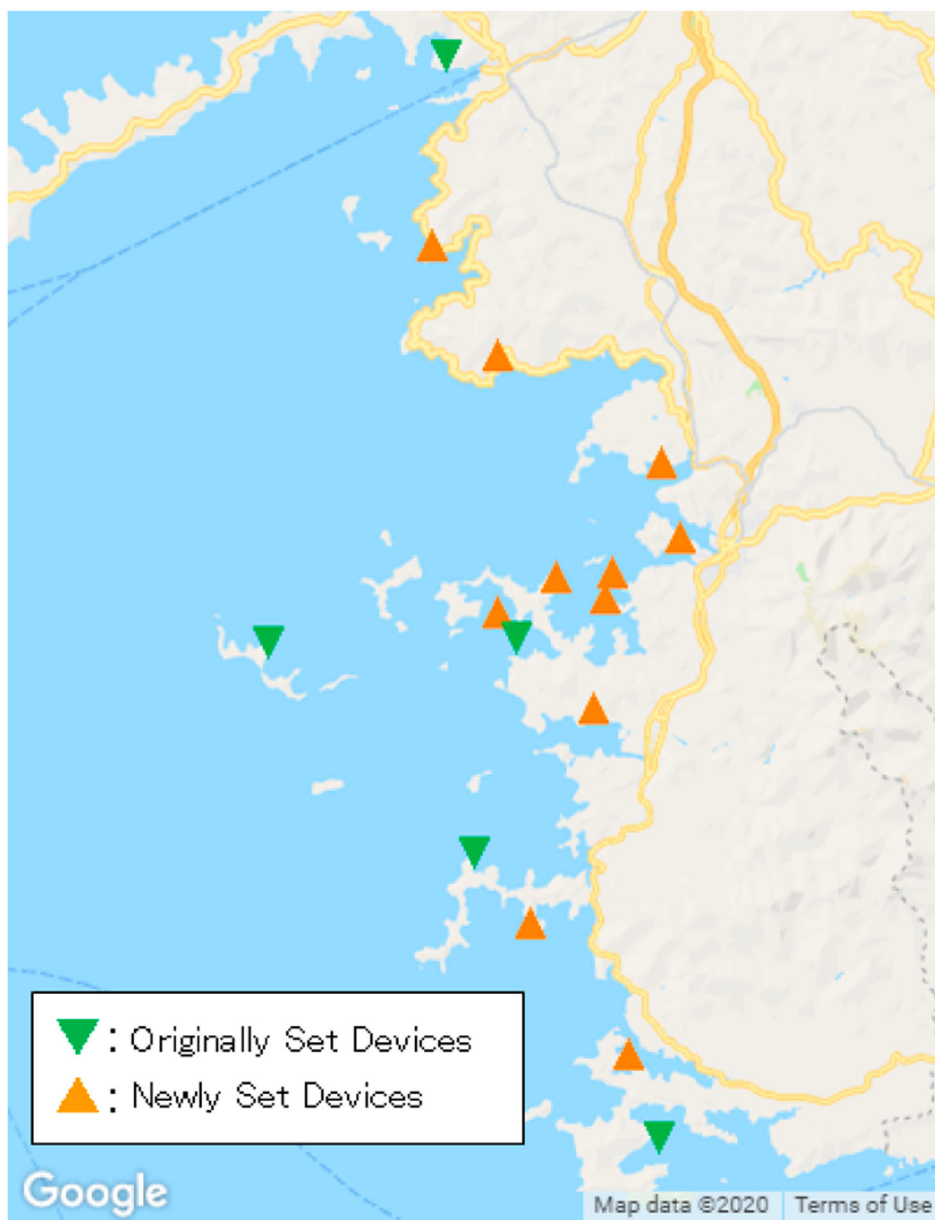 : Originally Set Devices
: Newly Set Devices
Google
Map data ©2020 Terms of Use